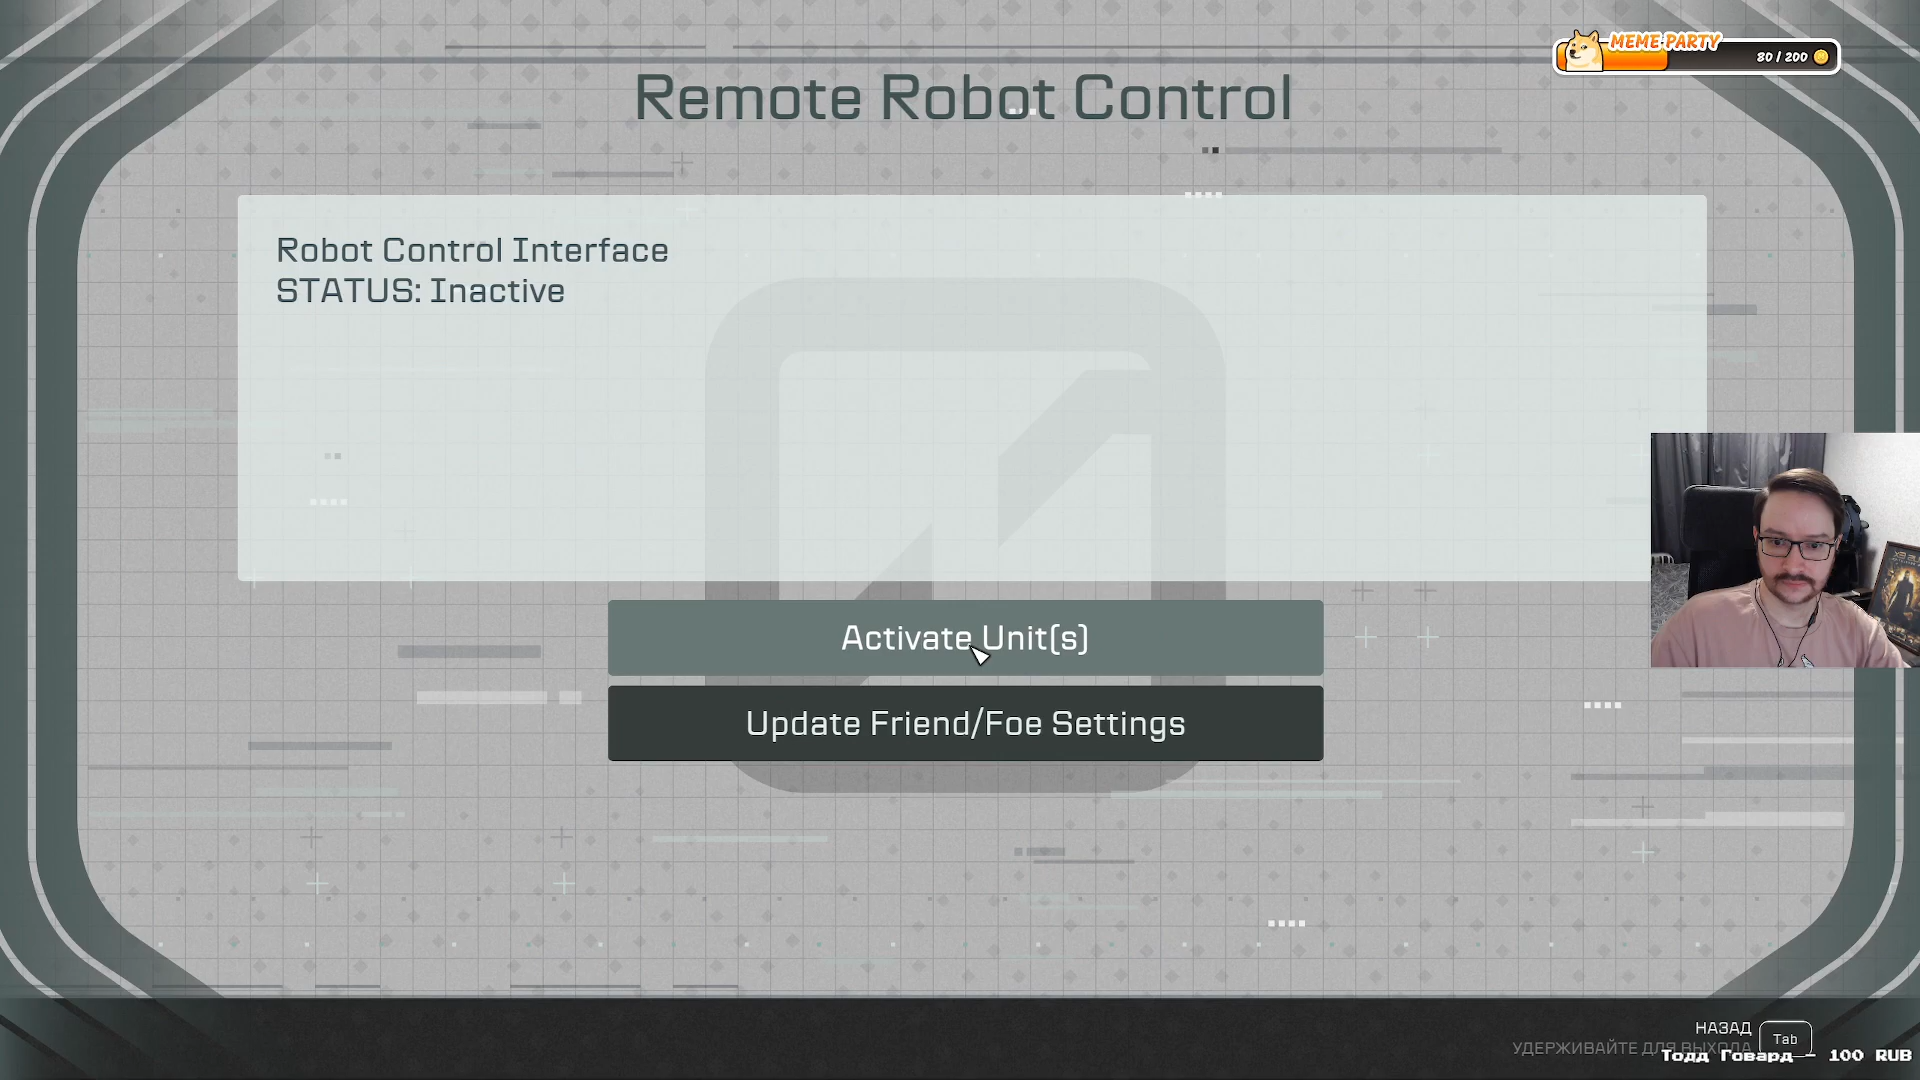 MEME PARTY
80 / 200
Remote Robot Control
Robot Control Interface
STATUS: Inactive
Activate Unit(s)
Update Friend/Foe Settings
НАЗАД
Tab
УДЕРЖИВАЙТЕ ДЛЯ ВЫХОДА
Тодд Говард - 100 RUB